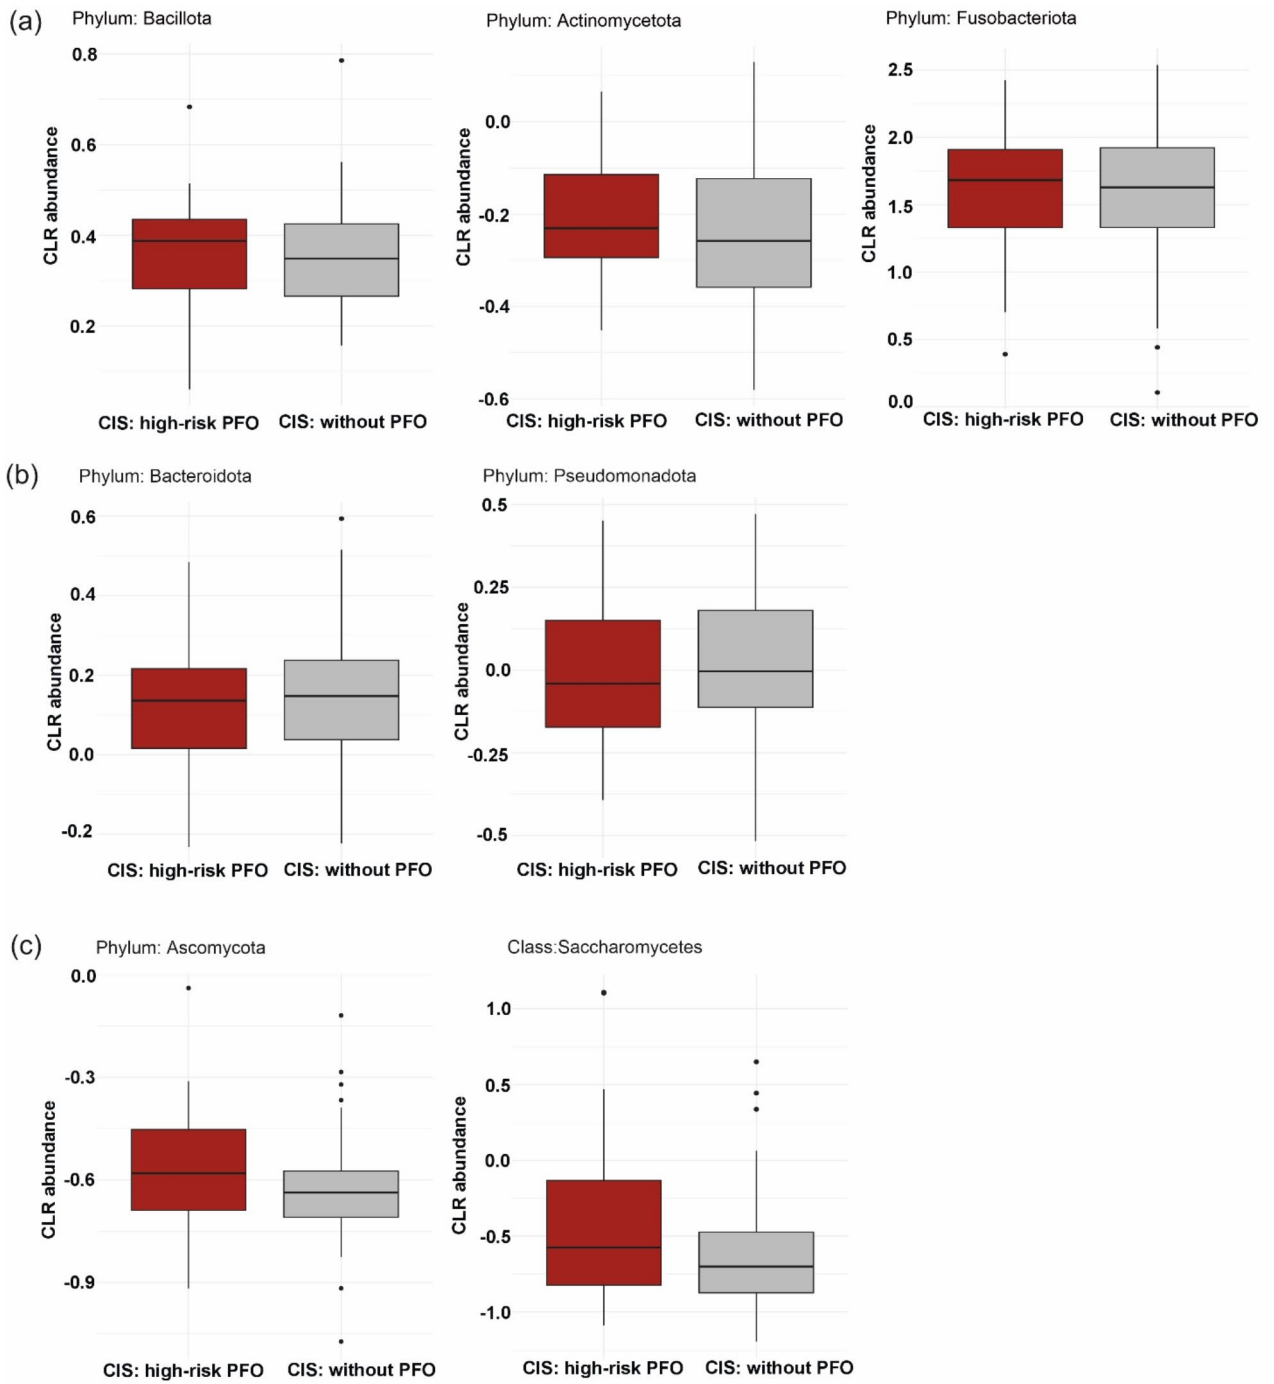 (a)
Phylum: Bacillota
Phylum: Actinomycetota
Phylum: Fusobacteriota
CLR abundance
0.8
0.6
0.4
0.2
CIS: high-risk PFO
CIS: without PFO
CLR abundance
0.0
-0.2
-0.4
-0.6
CIS: high-risk PFO
CIS: without PFO
CLR abundance
2.5
2.0
1.5
1.0
0.5
0.0
CIS: high-risk PFO
CIS: without PFO
(b)
Phylum: Bacteroidota
Phylum: Pseudomonadota
CLR abundance
0.6
0.4
0.2
0.0
-0.2
CIS: high-risk PFO
CIS: without PFO
CLR abundance
0.5
0.25
0.0
-0.25
-0.5
CIS: high-risk PFO
CIS: without PFO
(c)
Phylum: Ascomycota
Class:Saccharomycetes
CLR abundance
0.0
-0.3
-0.6
-0.9
CIS: high-risk PFO
CIS: without PFO
CLR abundance
1.0
0.5
0.0
-0.5
-1.0
CIS: high-risk PFO
CIS: without PFO